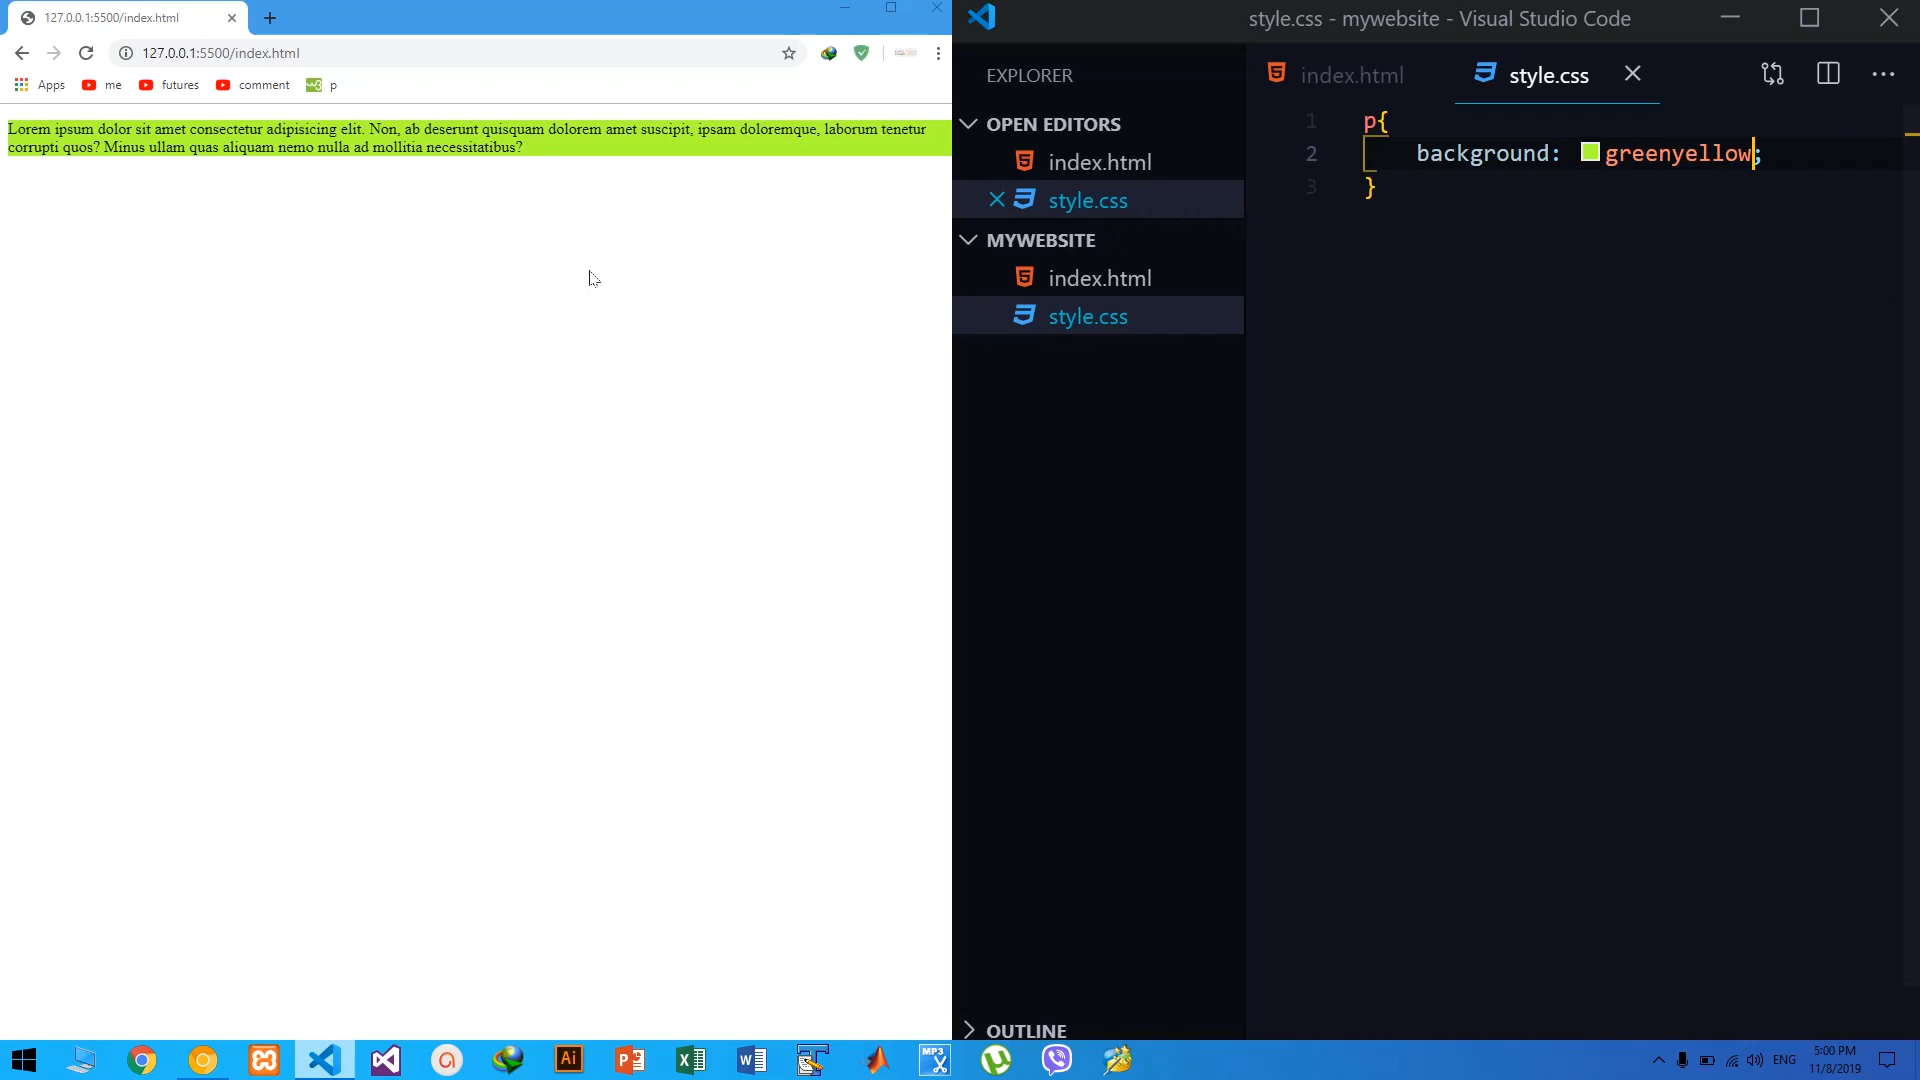 127.0.0.1:5500/index.html
127.0.0.1:5500/index.html
Apps me futures comment p
Lorem ipsum dolor sit amet consectetur adipisicing elit. Non, ab deserunt quisquam dolorem amet suscipit, ipsam doloremque, laborum tenetur
corrupti quos? Minus ullam quas aliquam nemo nulla ad mollitia necessitatibus?
style.css - mywebsite - Visual Studio Code
EXPLORER
OPEN EDITORS
index.html
style.css
MYWEBSITE
index.html
style.css
OUTLINE
index.html style.css
1 p{
2 background: greenyellow;
3 }
Ai
MP3
ENG
5:00 PM
11/8/2019